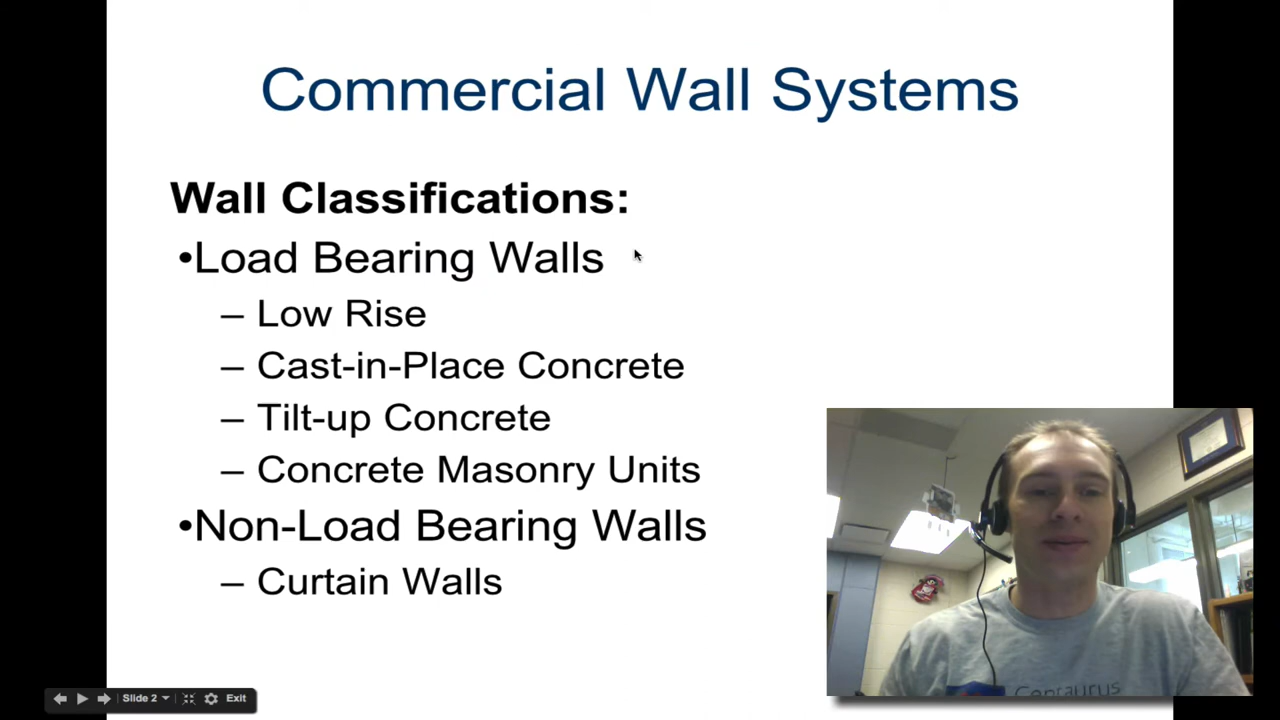 Commercial Wall Systems
Wall Classifications:
•Load Bearing Walls
– Low Rise
– Cast-in-Place Concrete
– Tilt-up Concrete
– Concrete Masonry Units
•Non-Load Bearing Walls
– Curtain Walls
Centaurus
Slide 2
Exit